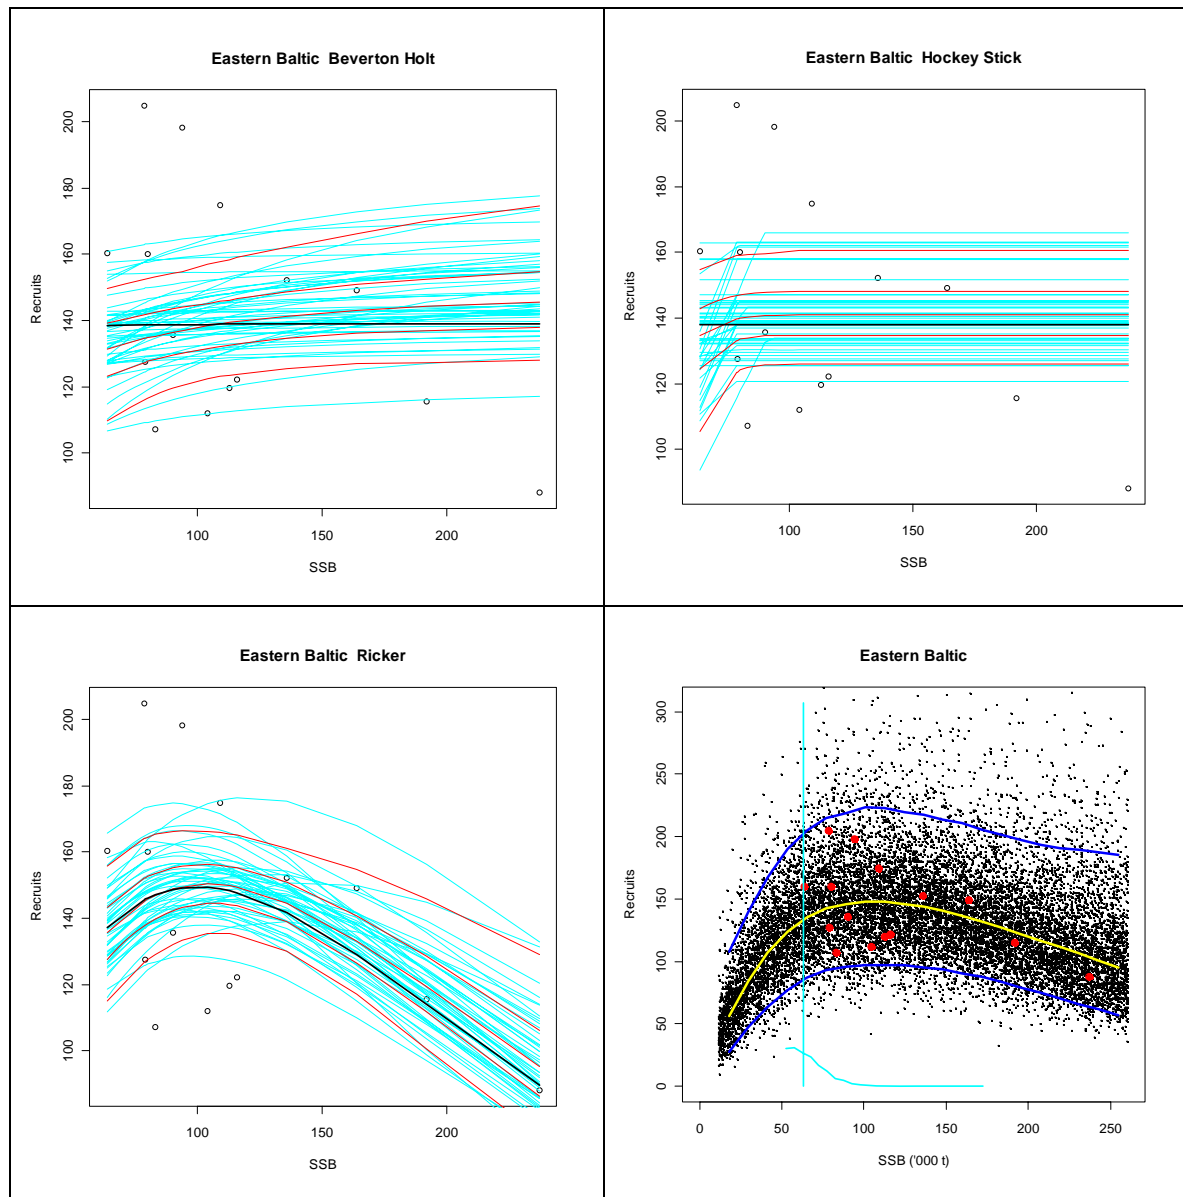 Eastern Baltic Beverton Holt
200
180
160
140
120
100
Recruits
100 150 200
SSB
Eastern Baltic Hockey Stick
200
180
160
140
120
100
Recruits
100 150 200
SSB
Eastern Baltic Ricker
200
180
160
140
120
100
Recruits
100 150 200
SSB
Eastern Baltic
300
250
200
150
100
50
0
Recruits
0 50 100 150 200 250
SSB ('000 t)